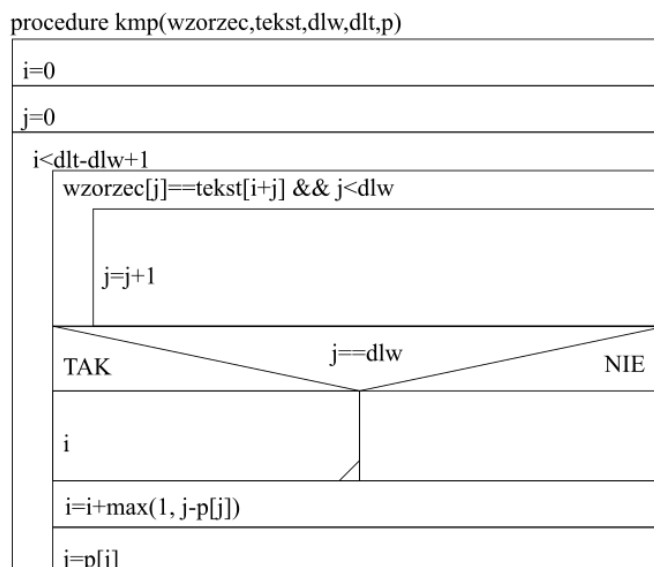 procedure kmp(wzorzec,tekst,dlw,dlt,p)
i=0
j=0
i<dlt-dlw+1
wzorzec[j]==tekst[i+j] && j<dlw
j=j+1
j==dlw
TAK
NIE
i
i=i+max(1, j-p[j])
j=p[j]